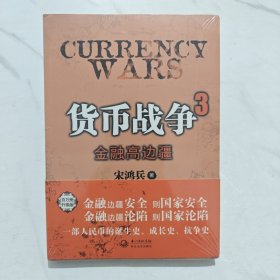 CURRENCY
WARS
货币战争3
金融高边疆
宋鸿兵 著
金融边疆安全 则国家安全
金融边疆沦陷 则国家沦陷
一部人民币的诞生史、成长史、抗争史